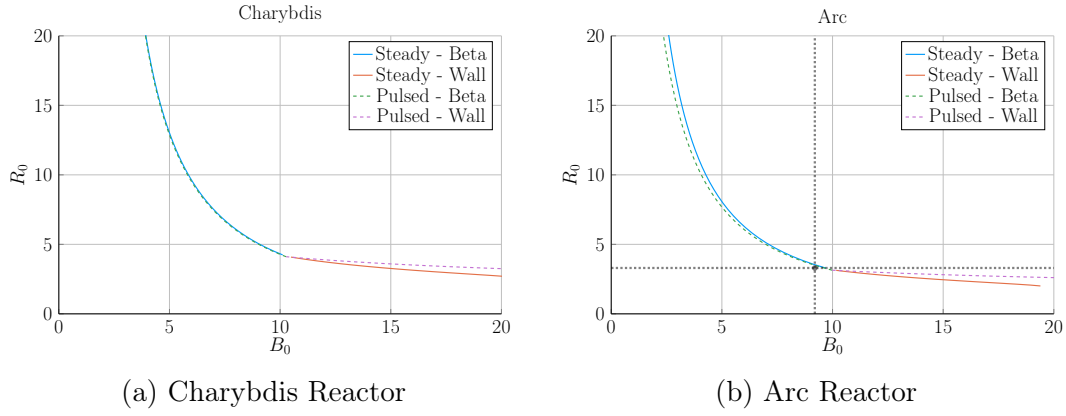 Charybdis
20
15
10
5
0
R₀
0
5
10
15
20
B₀
Steady - Beta
Steady - Wall
Pulsed - Beta
Pulsed - Wall
(a) Charybdis Reactor
Arc
20
15
10
5
0
R₀
0
5
10
15
20
B₀
Steady - Beta
Steady - Wall
Pulsed - Beta
Pulsed - Wall
(b) Arc Reactor